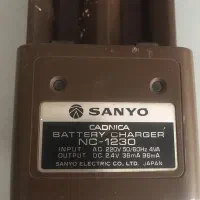 SANYO
CADNICA
BATTERY CHARGER
NC-1230
INPUT: AC 220V 50/60Hz 4VA
OUTPUT: DC 2.4V 36mA 36mA
SANYO ELECTRIC CO., LTD. JAPAN